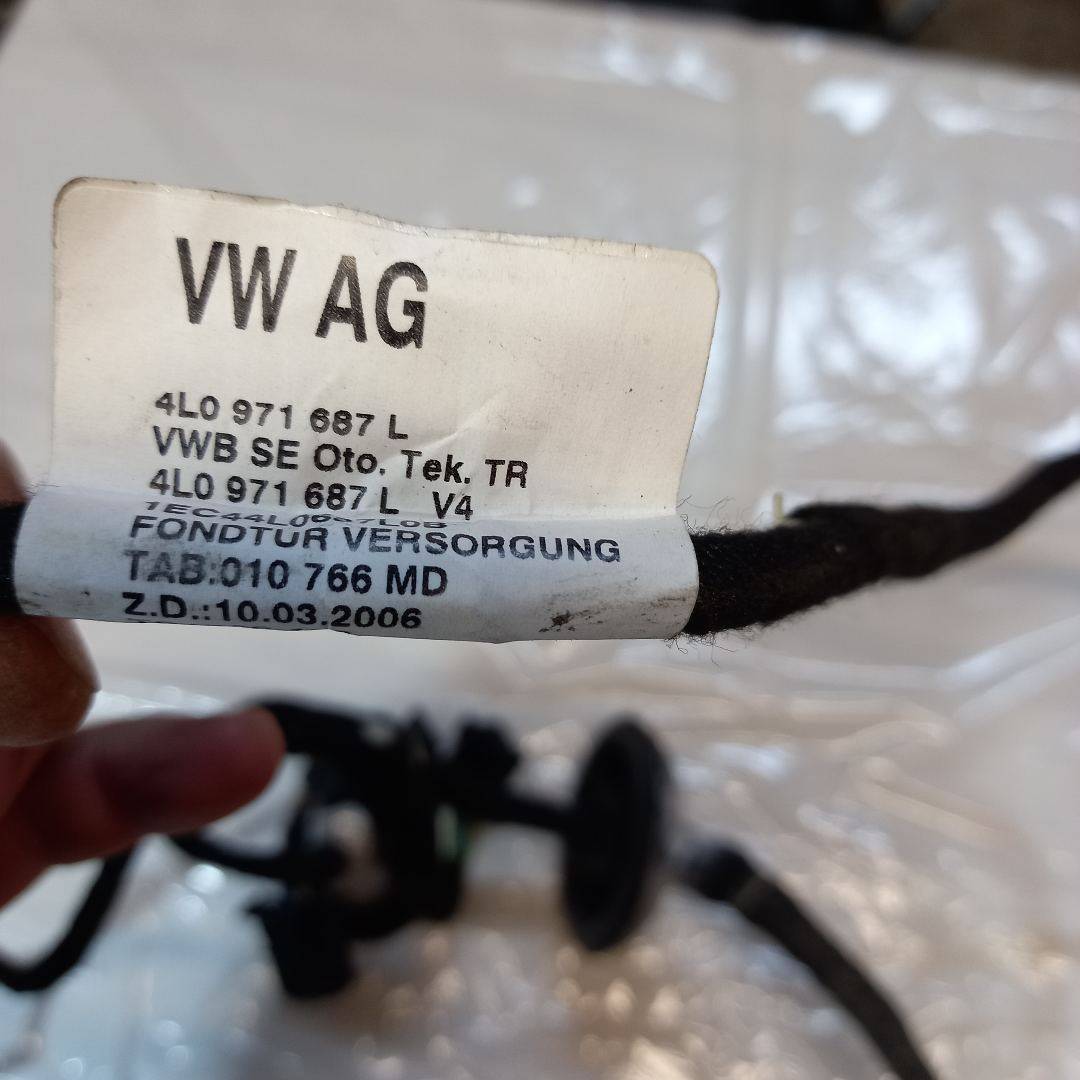 VW AG
4L0 971 687 L
VWB SE Oto. Tek. TR
4L0 971 687 L V4
FONDTUR VERSORGUNG
TAB:010 766 MD
Z.D.:10.03.2006